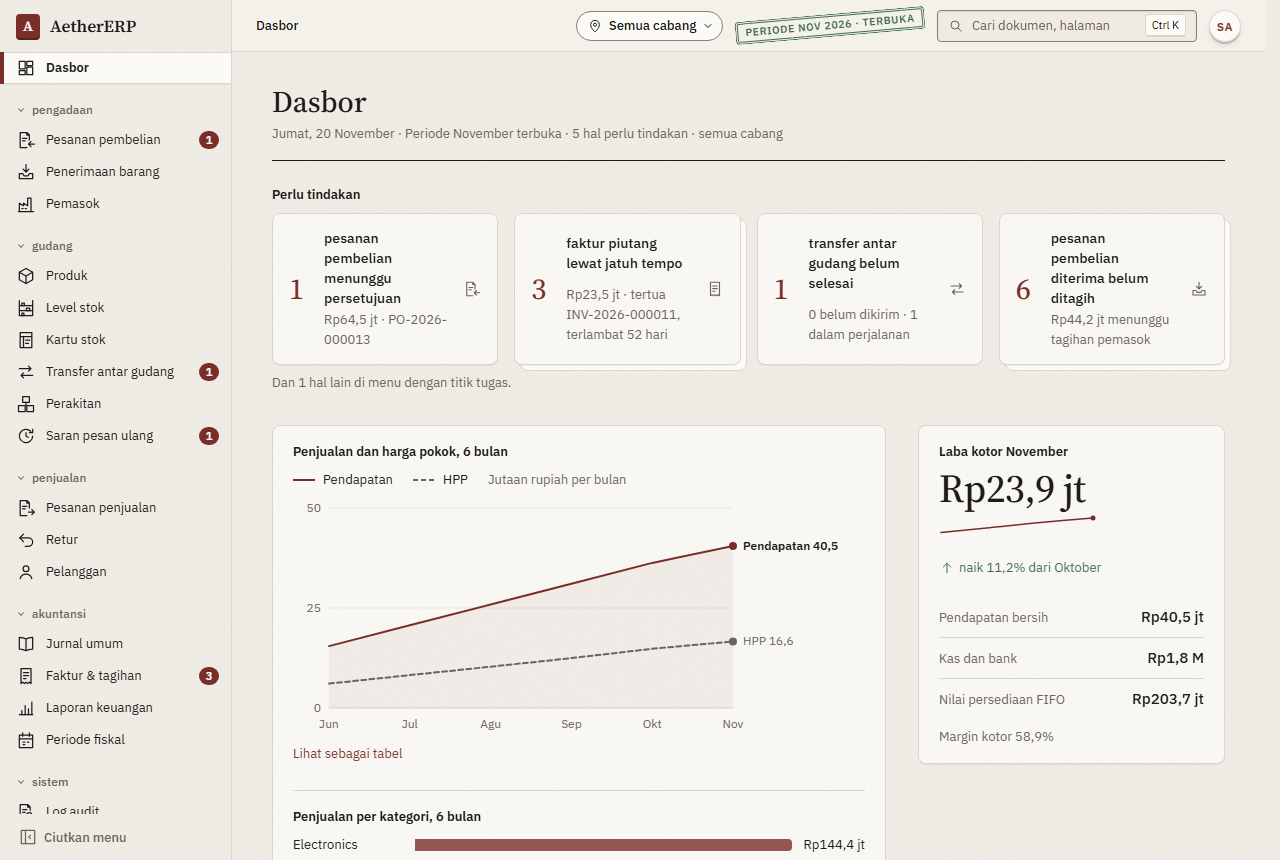 A AetherERP
Dasbor
pengadaan
Pesanan pembelian 1
Penerimaan barang
Pemasok
gudang
Produk
Level stok
Kartu stok
Transfer antar gudang 1
Perakitan
Saran pesan ulang 1
penjualan
Pesanan penjualan
Retur
Pelanggan
akuntansi
Jurnal umum
Faktur & tagihan 3
Laporan keuangan
Periode fiskal
sistem
Log audit
Ciutkan menu
Dasbor
Semua cabang
PERIODE NOV 2026 · TERBUKA
Cari dokumen, halaman Ctrl K
SA
Dasbor
Jumat, 20 November · Periode November terbuka · 5 hal perlu tindakan · semua cabang
Perlu tindakan
1
pesanan
pembelian
menunggu
persetujuan
Rp64,5 jt · PO-2026-
000013
3
faktur piutang
lewat jatuh tempo
Rp23,5 jt · tertua
INV-2026-000011,
terlambat 52 hari
1
transfer antar
gudang belum
selesai
0 belum dikirim · 1
dalam perjalanan
6
pesanan
pembelian
diterima belum
ditagih
Rp44,2 jt menunggu
tagihan pemasok
Dan 1 hal lain di menu dengan titik tugas.
Penjualan dan harga pokok, 6 bulan
Pendapatan HPP Jutaan rupiah per bulan
50
25
0
Pendapatan 40,5
HPP 16,6
Jun Jul Agu Sep Okt Nov
Lihat sebagai tabel
Penjualan per kategori, 6 bulan
Electronics Rp144,4 jt
Laba kotor November
Rp23,9 jt
↑ naik 11,2% dari Oktober
Pendapatan bersih Rp40,5 jt
Kas dan bank Rp1,8 M
Nilai persediaan FIFO Rp203,7 jt
Margin kotor 58,9%